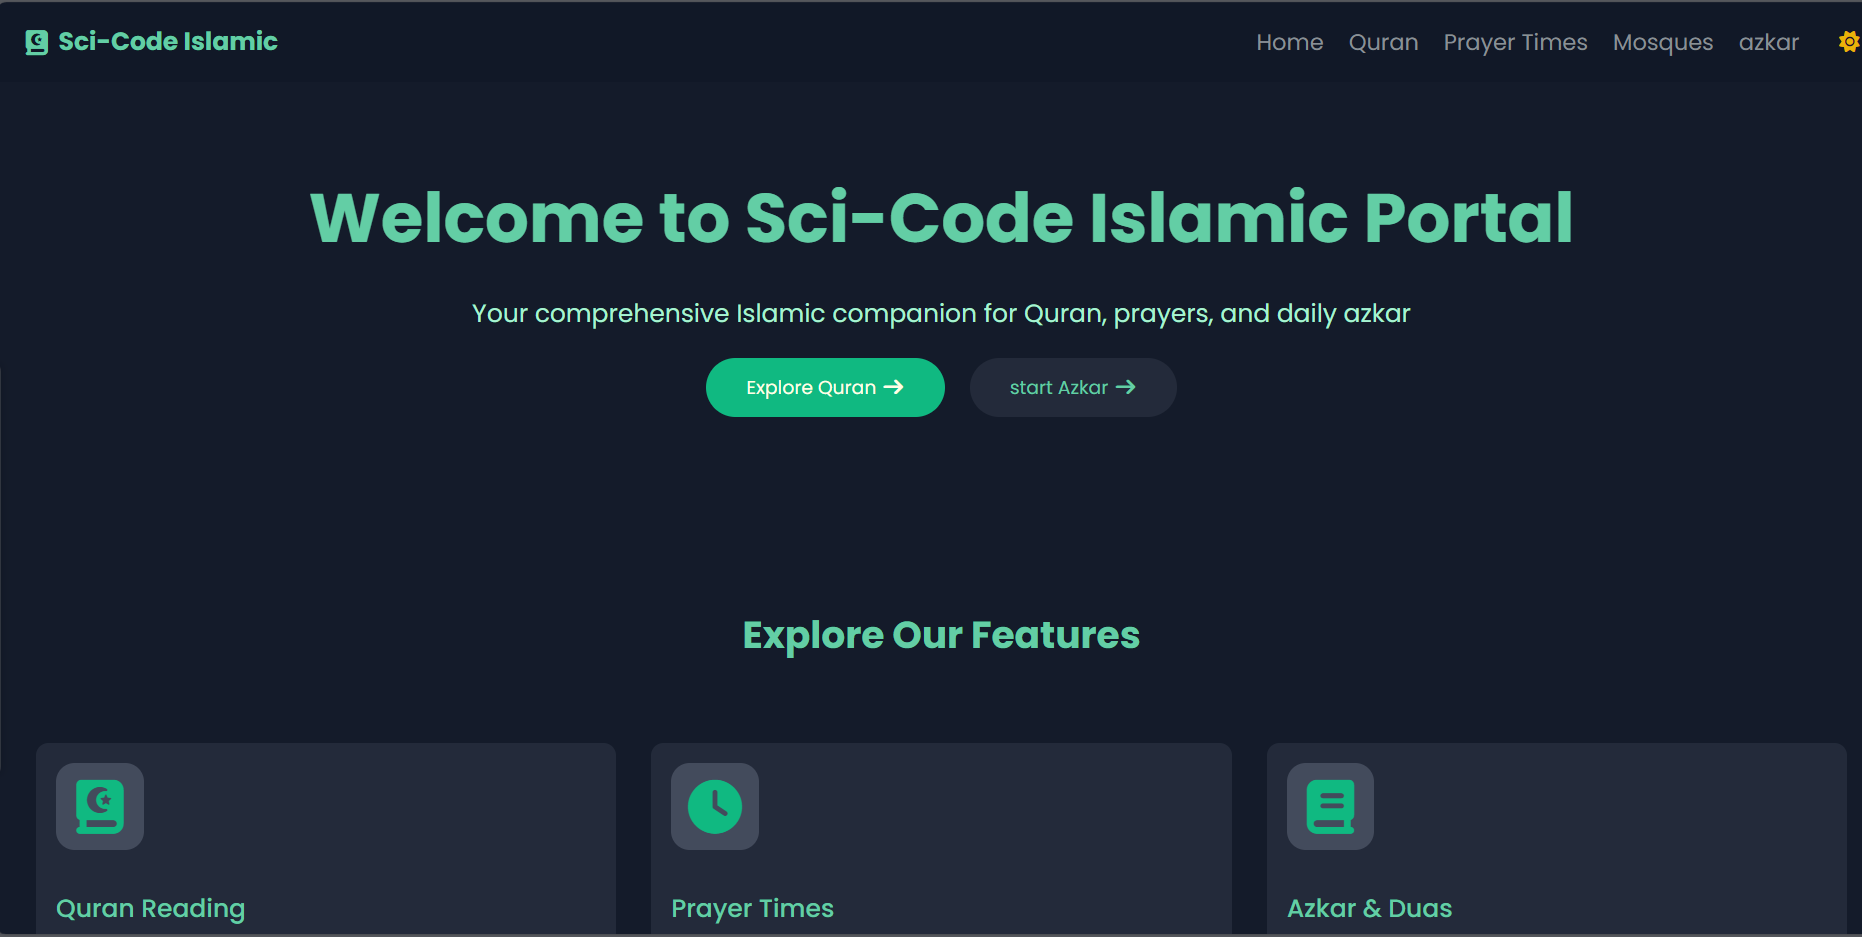 Sci-Code Islamic
Home Quran Prayer Times Mosques azkar
Welcome to Sci-Code Islamic Portal
Your comprehensive Islamic companion for Quran, prayers, and daily azkar
Explore Quran → start Azkar →
Explore Our Features
Quran Reading
Prayer Times
Azkar & Duas